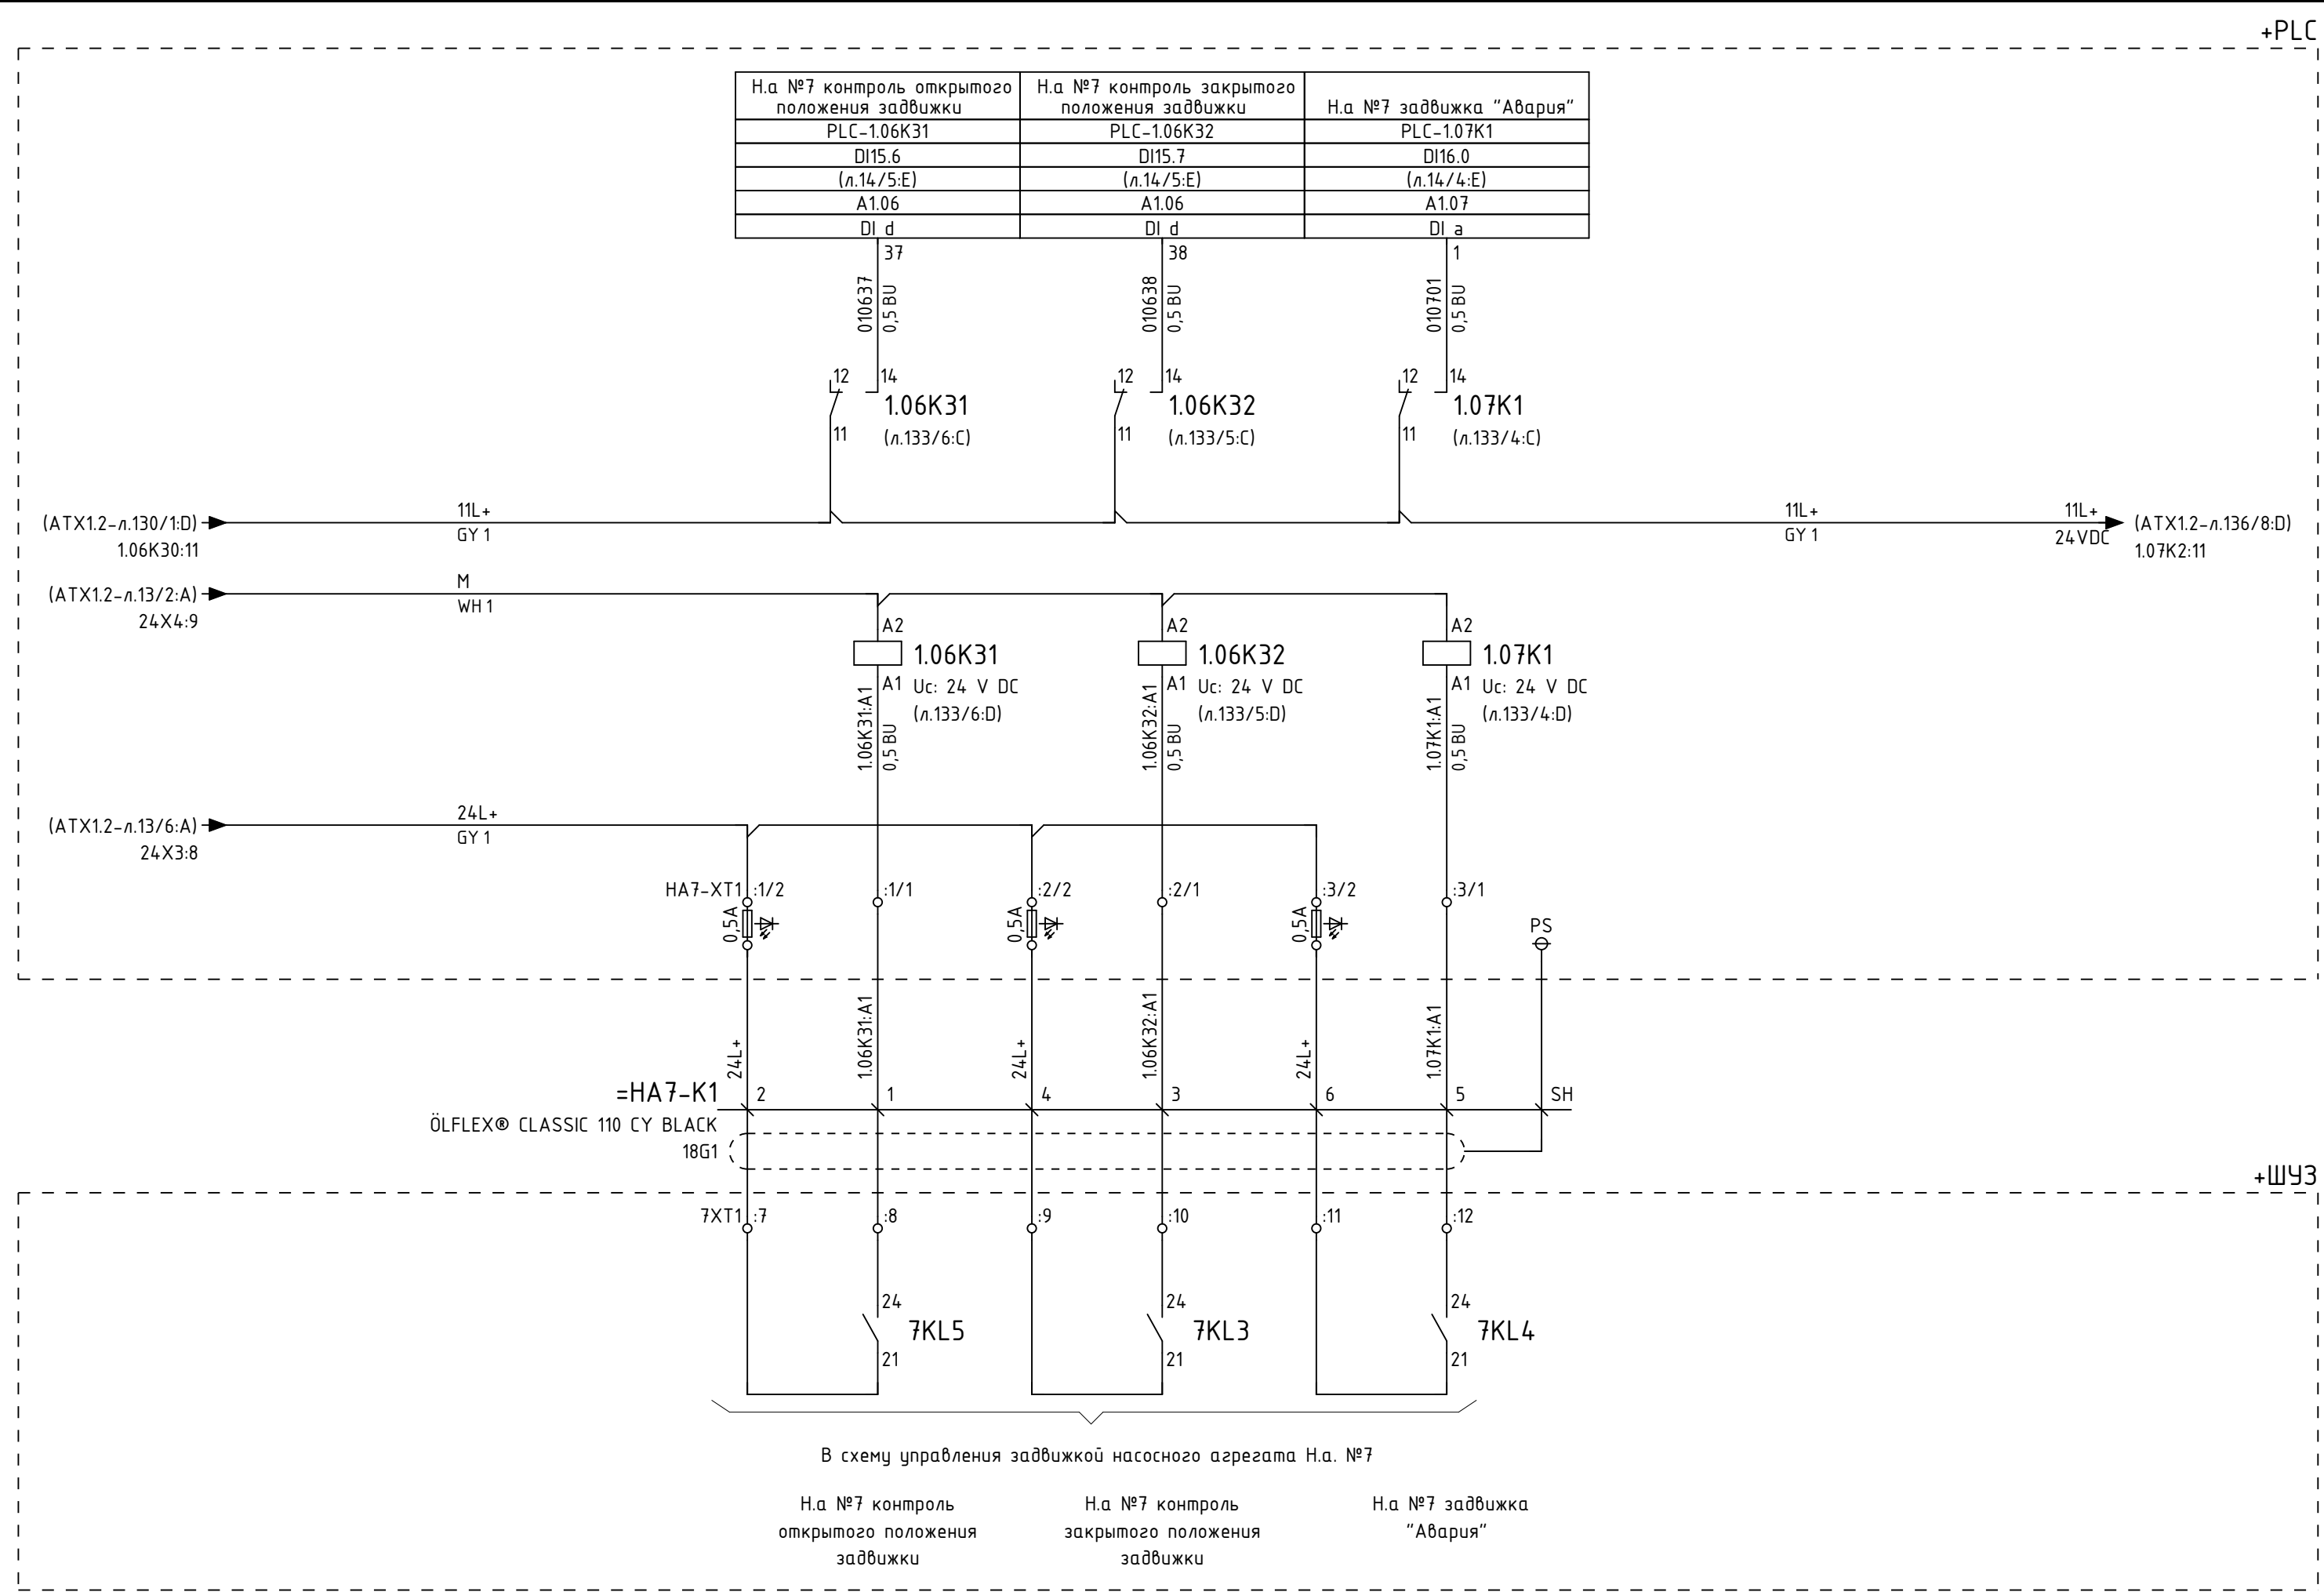 +PLC
Н.а №7 контроль открытого
положения задвижки
Н.а №7 контроль закрытого
положения задвижки
Н.а №7 задвижка "Авария"
PLC-1.06K31
PLC-1.06K32
PLC-1.07K1
DI15.6
DI15.7
DI16.0
(л.14/5:E)
(л.14/5:E)
(л.14/4:E)
A1.06
A1.06
A1.07
DI d
DI d
DI a
37
38
1
010637
0,5 BU
010638
0,5 BU
010701
0,5 BU
12
14
12
14
12
14
1.06K31
1.06K32
1.07K1
11
(л.133/6:C)
11
(л.133/5:C)
11
(л.133/4:C)
(ATX1.2-л.130/1:D)
1.06K30:11
11L+
GY 1
11L+
GY 1
11L+
24VDC
(ATX1.2-л.136/8:D)
1.07K2:11
(ATX1.2-л.13/2:A)
24X4:9
M
WH 1
A2
A2
A2
1.06K31
1.06K32
1.07K1
A1
Uc: 24 V DC
A1
Uc: 24 V DC
A1
Uc: 24 V DC
(л.133/6:D)
(л.133/5:D)
(л.133/4:D)
1.06K31:A1
0,5 BU
1.06K32:A1
0,5 BU
1.07K1:A1
0,5 BU
(ATX1.2-л.13/6:A)
24X3:8
24L+
GY 1
HA7-XT1
:1/2
:1/1
:2/2
:2/1
:3/2
:3/1
0,5A
0,5A
0,5A
PS
24L+
1.06K31:A1
24L+
1.06K32:A1
24L+
1.07K1:A1
=HA7-K1
2
1
4
3
6
5
SH
ÖLFLEX® CLASSIC 110 CY BLACK
18G1
+ШУЗ
7XT1
:7
:8
:9
:10
:11
:12
24
24
24
7KL5
7KL3
7KL4
21
21
21
В схему управления задвижкой насосного агрегата Н.а. №7
Н.а №7 контроль
открытого положения
задвижки
Н.а №7 контроль
закрытого положения
задвижки
Н.а №7 задвижка
"Авария"